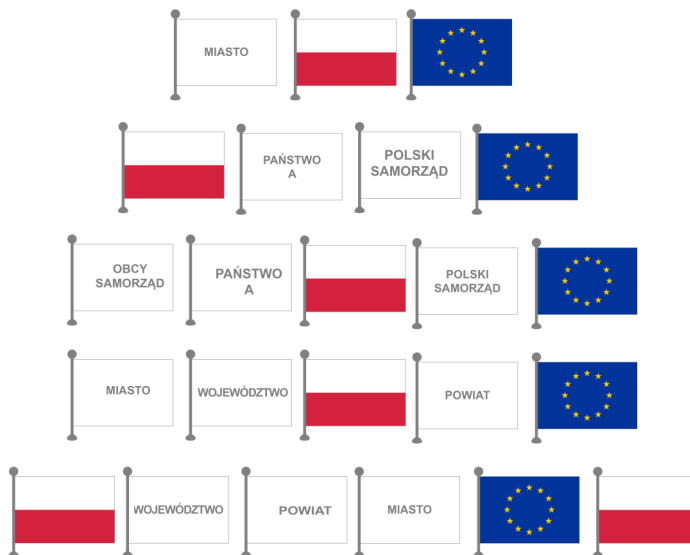 MIASTO
PAŃSTWO
A
POLSKI
SAMORZĄD
OBCY
SAMORZĄD
PAŃSTWO
A
POLSKI
SAMORZĄD
MIASTO
WOJEWÓDZTWO
POWIAT
WOJEWÓDZTWO
POWIAT
MIASTO